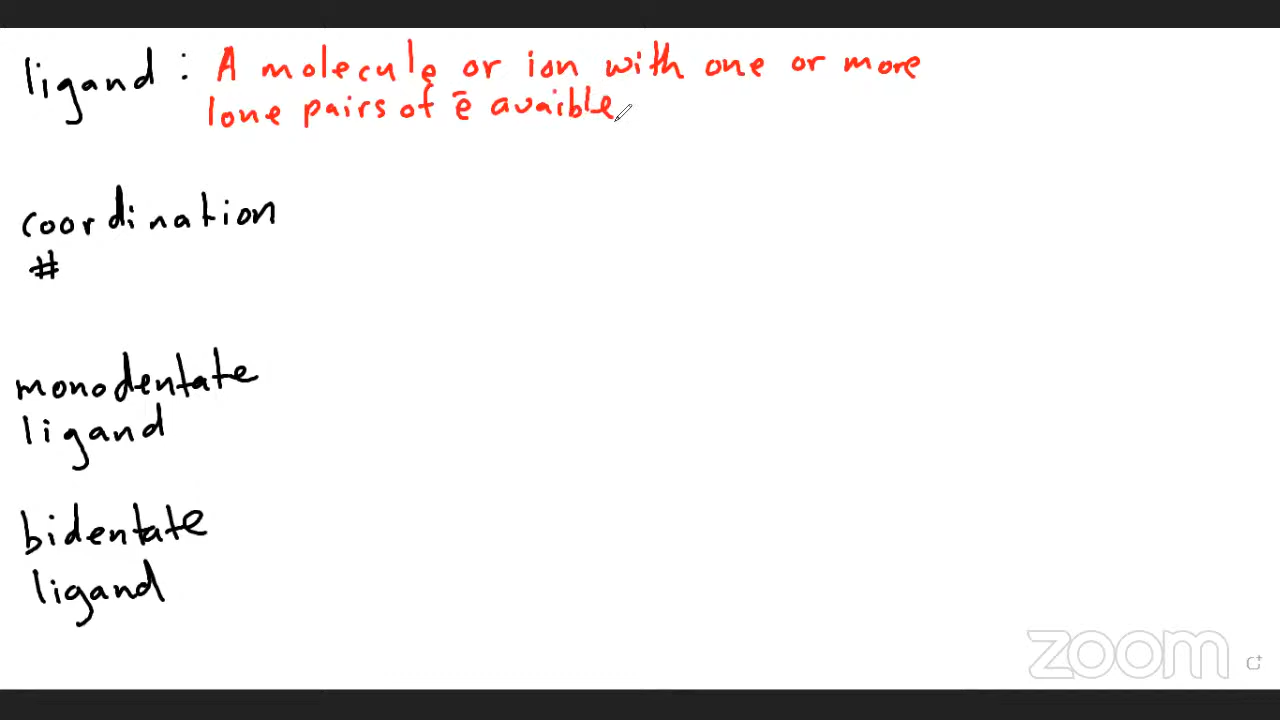 ligand : A molecule or ion with one or more
lone pairs of ē avaible
coordination
#
monodentate
ligand
bidentate
ligand
zoom